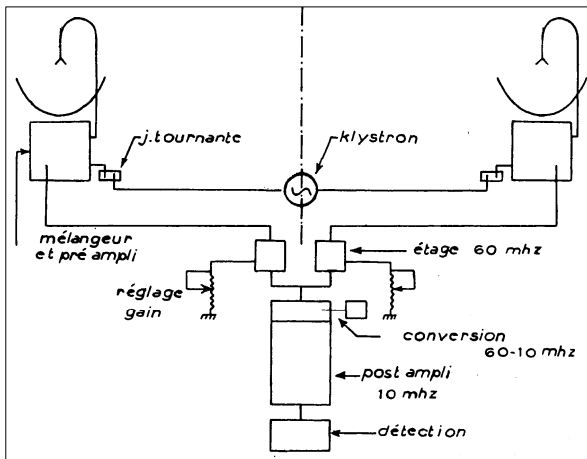 j. tournante
klystron
mélangeur
et pré ampli
étage 60 mhz
réglage
gain
conversion
60-10 mhz
post ampli
10 mhz
détection